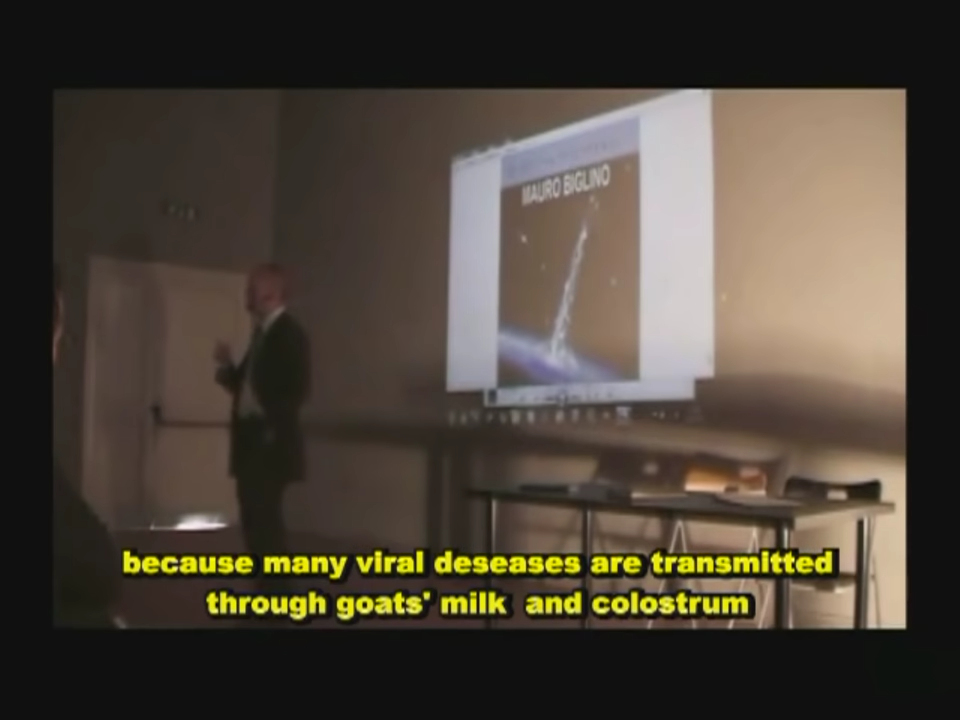 MAURO BIGLINO
because many viral deseases are transmitted
through goats' milk and colostrum